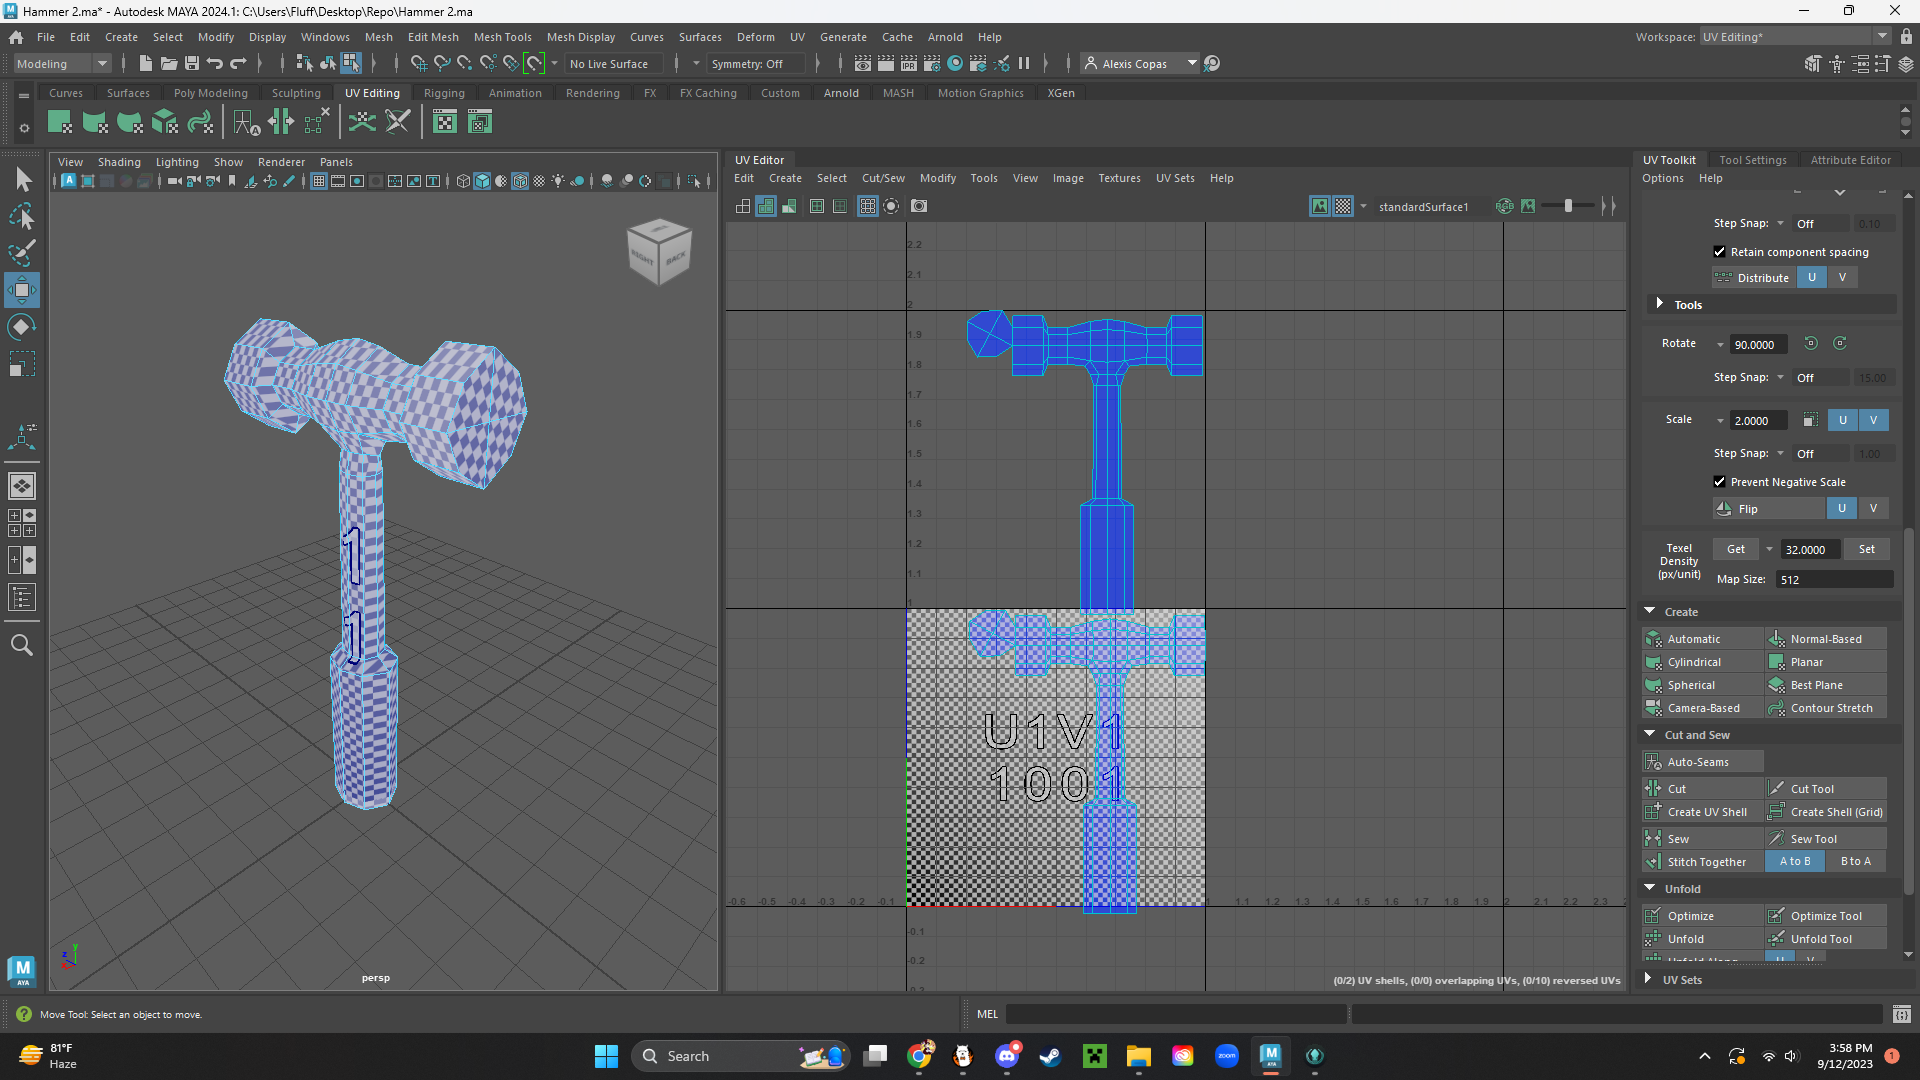 Hammer 2.ma* - Autodesk MAYA 2024.1: C:\Users\Fluff\Desktop\Repo\Hammer 2.ma
File Edit Create Select Modify Display Windows Mesh Edit Mesh Mesh Tools Mesh Display Curves Surfaces Deform UV Generate Cache Arnold Help Workspace: UV Editing*
Modeling No Live Surface Symmetry: Off Alexis Copas
Curves Surfaces Poly Modeling Sculpting UV Editing Rigging Animation Rendering FX FX Caching Custom Arnold MASH Motion Graphics XGen
View Shading Lighting Show Renderer Panels
RIGHT BACK
1
1
persp
UV Editor
Edit Create Select Cut/Sew Modify Tools View Image Textures UV Sets Help
standardSurface1
2.2
2.1
2
1.9
1.8
1.7
1.6
1.5
1.4
1.3
1.2
1.1
1
U1V1
1001
-0.6 -0.5 -0.4 -0.3 -0.2 -0.1 1 1.1 1.2 1.3 1.4 1.5 1.6 1.7 1.8 1.9 2 2.1 2.2 2.3
-0.1
-0.2
(0/2) UV shells, (0/0) overlapping UVs, (0/10) reversed UVs
UV Toolkit Tool Settings Attribute Editor
Options Help
Step Snap: Off 0.10
Retain component spacing
Distribute U V
Tools
Rotate 90.0000
Step Snap: Off 15.00
Scale 2.0000 U V
Step Snap: Off 1.00
Prevent Negative Scale
Flip U V
Texel Density (px/unit) Get 32.0000 Set
Map Size: 512
Create
Automatic Normal-Based
Cylindrical Planar
Spherical Best Plane
Camera-Based Contour Stretch
Cut and Sew
Auto-Seams
Cut Cut Tool
Create UV Shell Create Shell (Grid)
Sew Sew Tool
Stitch Together A to B B to A
Unfold
Optimize Optimize Tool
Unfold Unfold Tool
UV Sets
Move Tool: Select an object to move.
MEL
81°F
Haze
Search
zoom
3:58 PM
9/12/2023
1